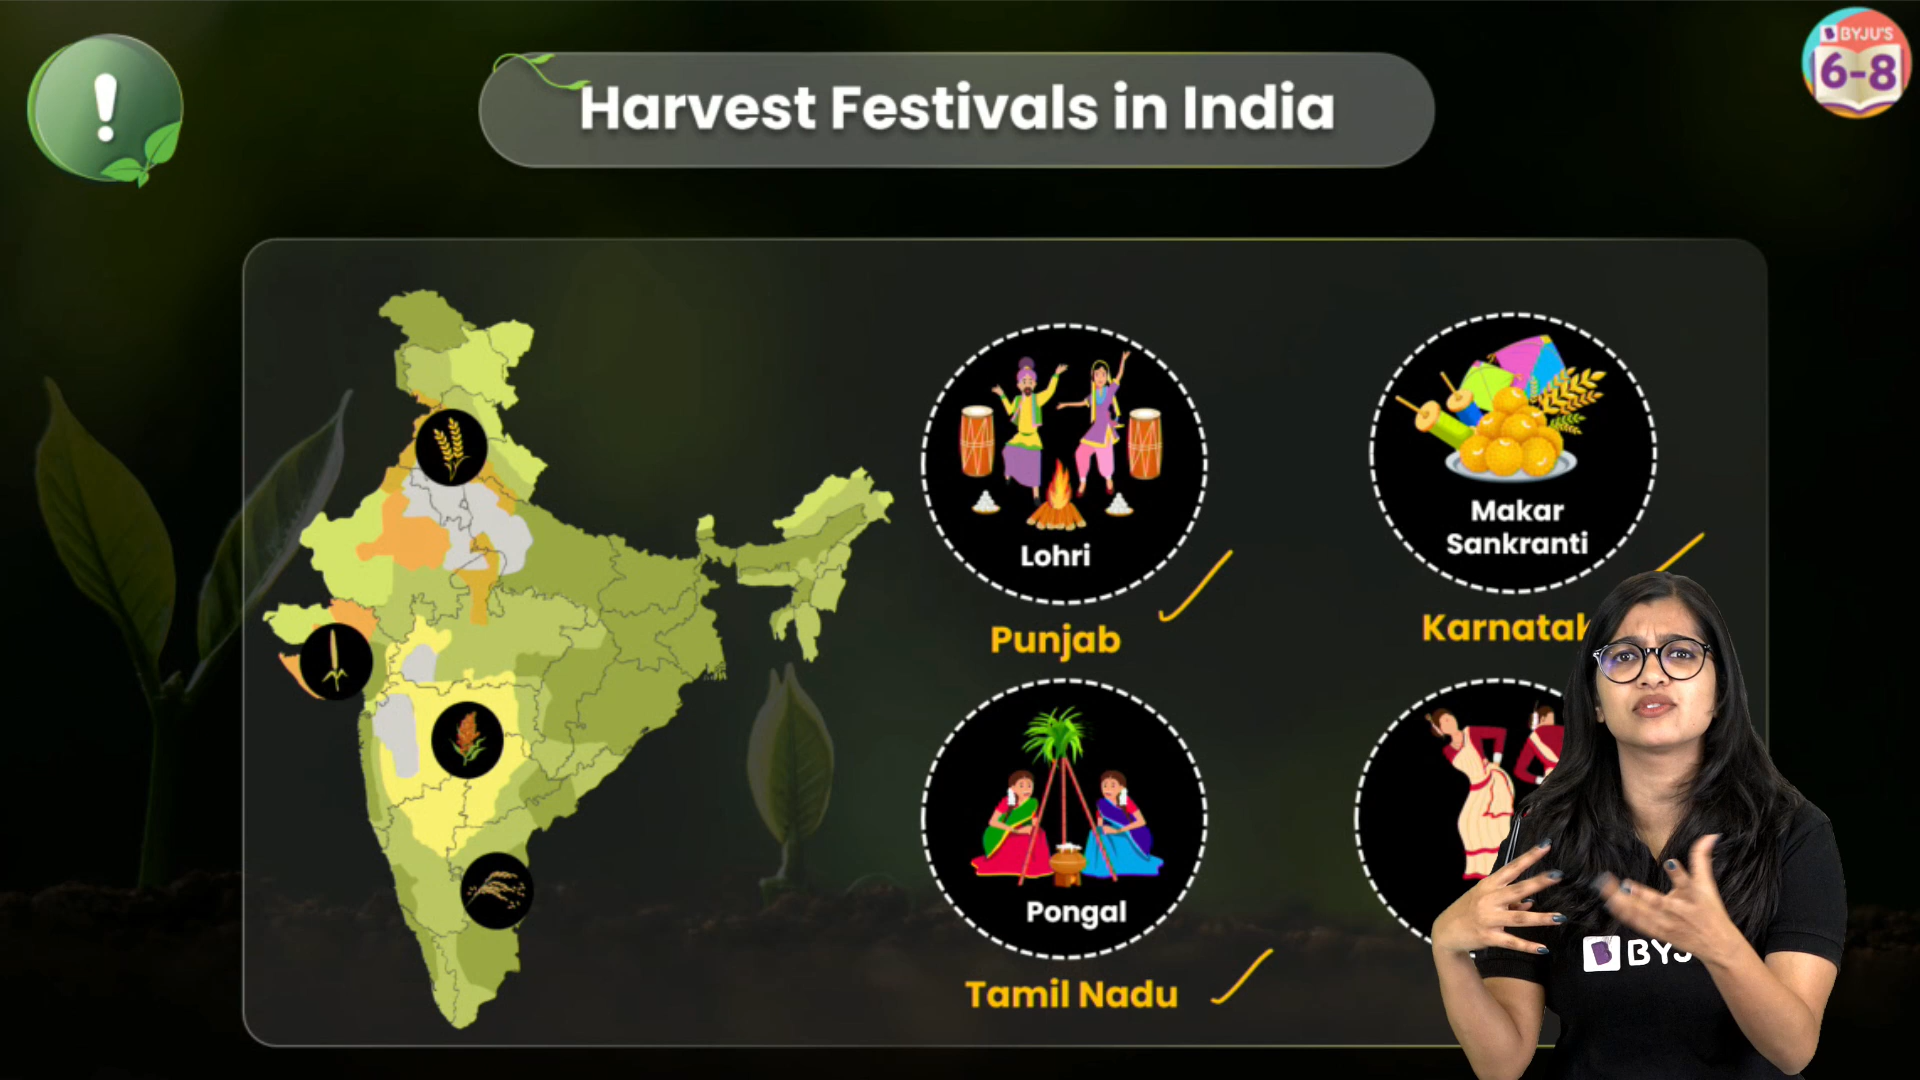 BYJU'S
6-8
Harvest Festivals in India
Lohri
Punjab
Makar
Sankranti
Pongal
Tamil Nadu